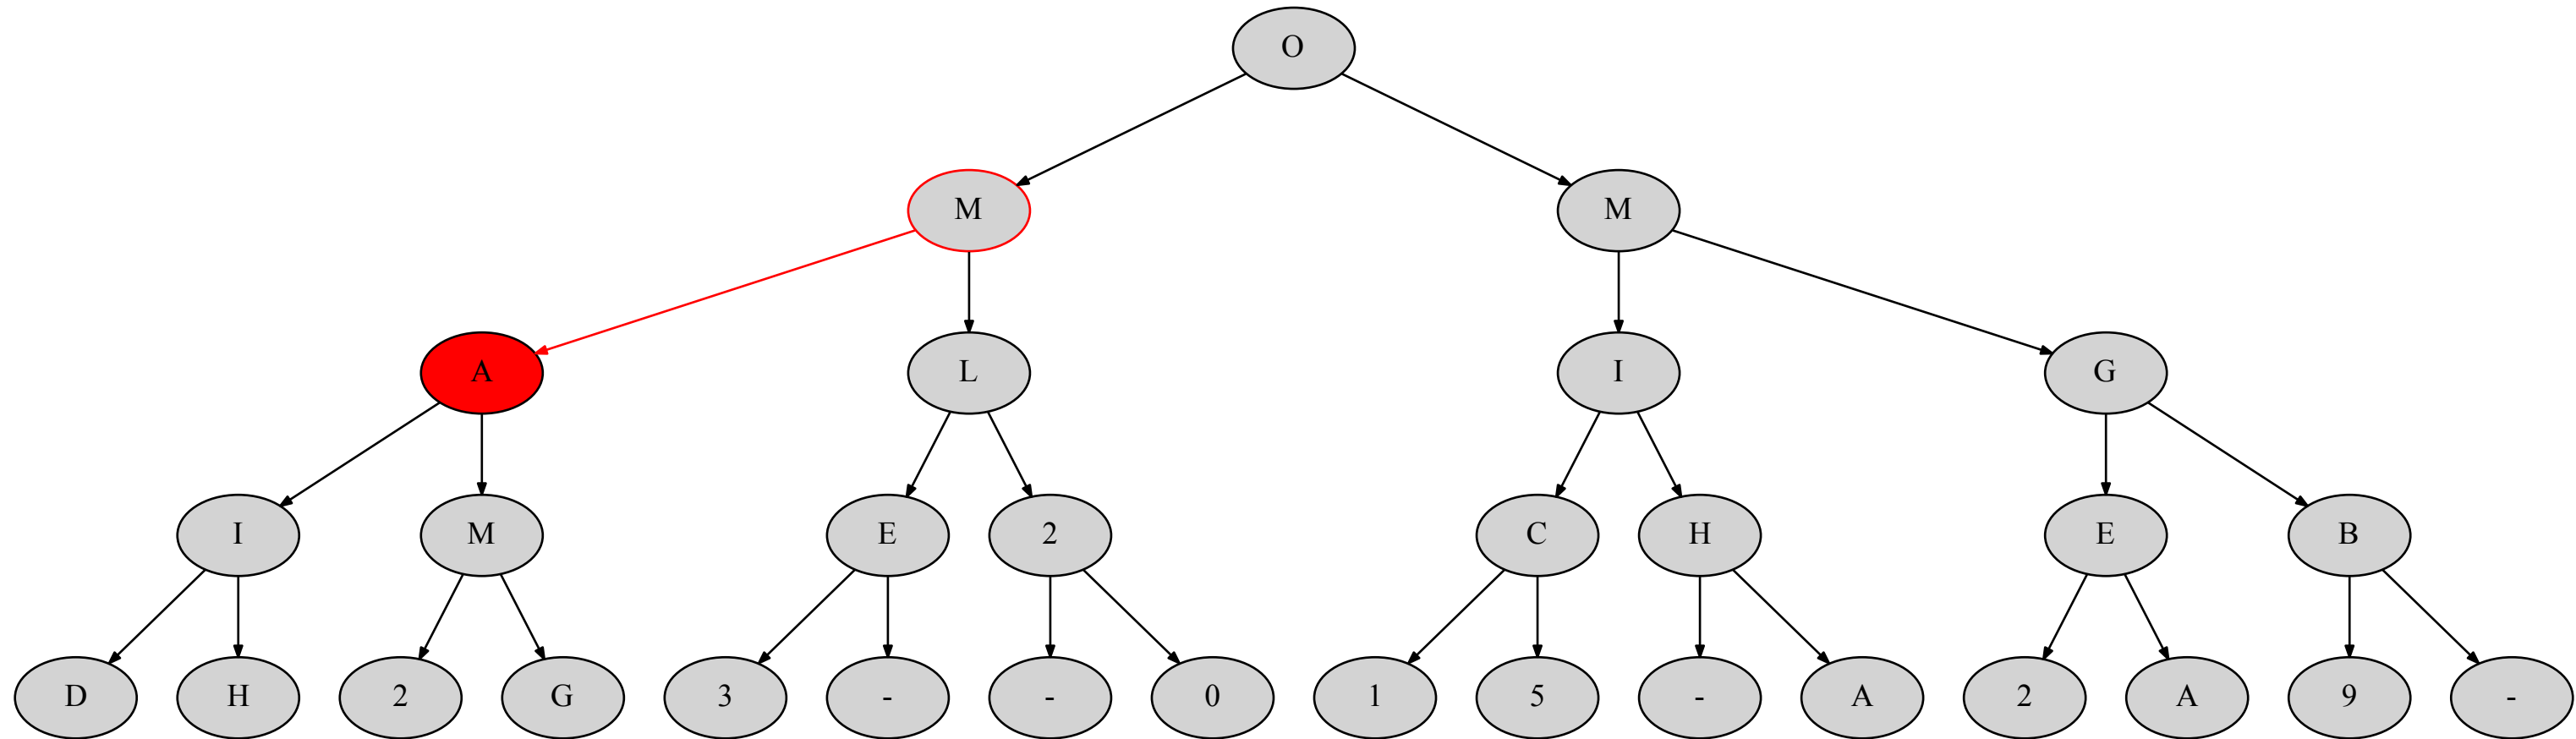 O
M M
A L I G
I M E 2 C H E B
D H 2 G 3 - - 0 1 5 - A 2 A 9 -